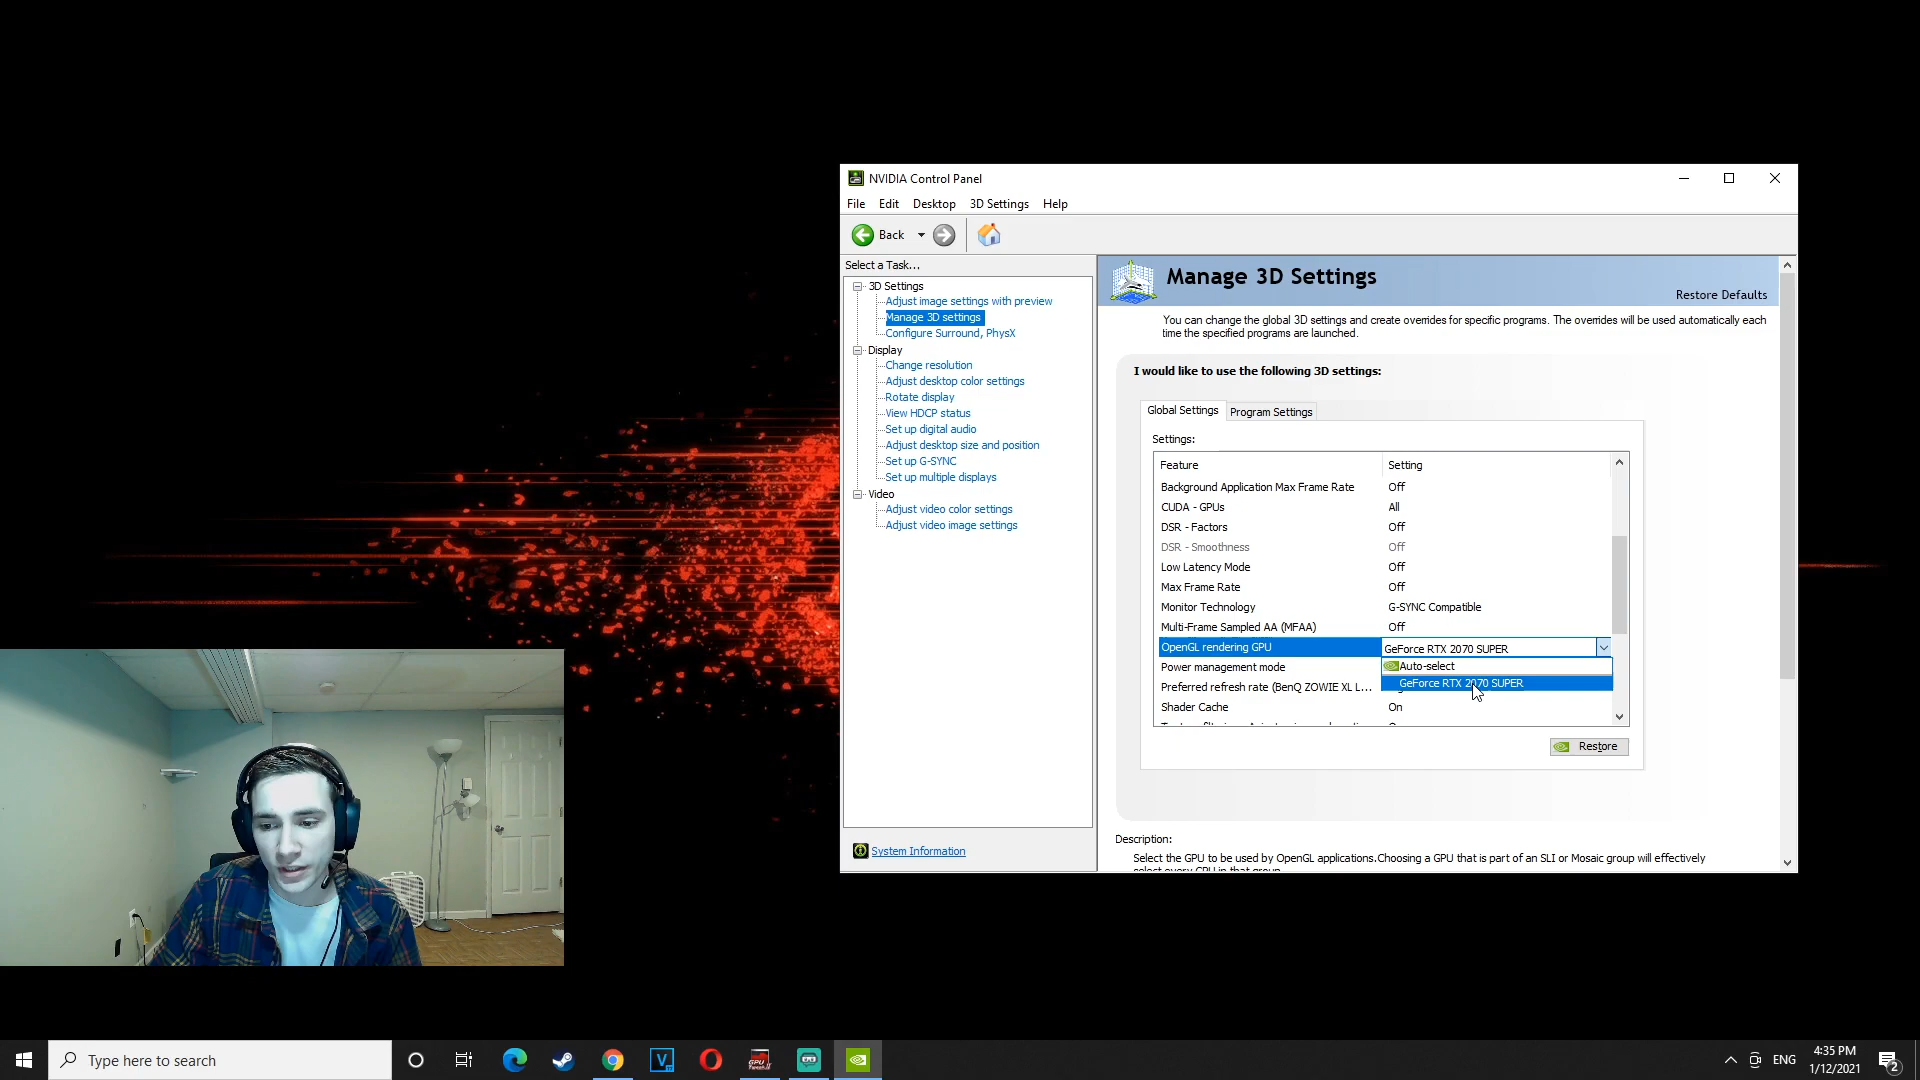 NVIDIA Control Panel
File Edit Desktop 3D Settings Help
Back
Select a Task...
3D Settings
Adjust image settings with preview
Manage 3D settings
Configure Surround, PhysX
Display
Change resolution
Adjust desktop color settings
Rotate display
View HDCP status
Set up digital audio
Adjust desktop size and position
Set up G-SYNC
Set up multiple displays
Video
Adjust video color settings
Adjust video image settings
System Information
Manage 3D Settings
Restore Defaults
You can change the global 3D settings and create overrides for specific programs. The overrides will be used automatically each
time the specified programs are launched.
I would like to use the following 3D settings:
Global Settings Program Settings
Settings:
Feature Setting
Background Application Max Frame Rate Off
CUDA - GPUs All
DSR - Factors Off
DSR - Smoothness Off
Low Latency Mode Off
Max Frame Rate Off
Monitor Technology G-SYNC Compatible
Multi-Frame Sampled AA (MFAA) Off
OpenGL rendering GPU GeForce RTX 2070 SUPER
Auto-select
GeForce RTX 2070 SUPER
Power management mode
Preferred refresh rate (BenQ ZOWIE XL L...
Shader Cache On
Restore
Description:
Select the GPU to be used by OpenGL applications.Choosing a GPU that is part of an SLI or Mosaic group will effectively
select every GPU in that group.
Type here to search
GPU
ENG
4:35 PM
1/12/2021
2